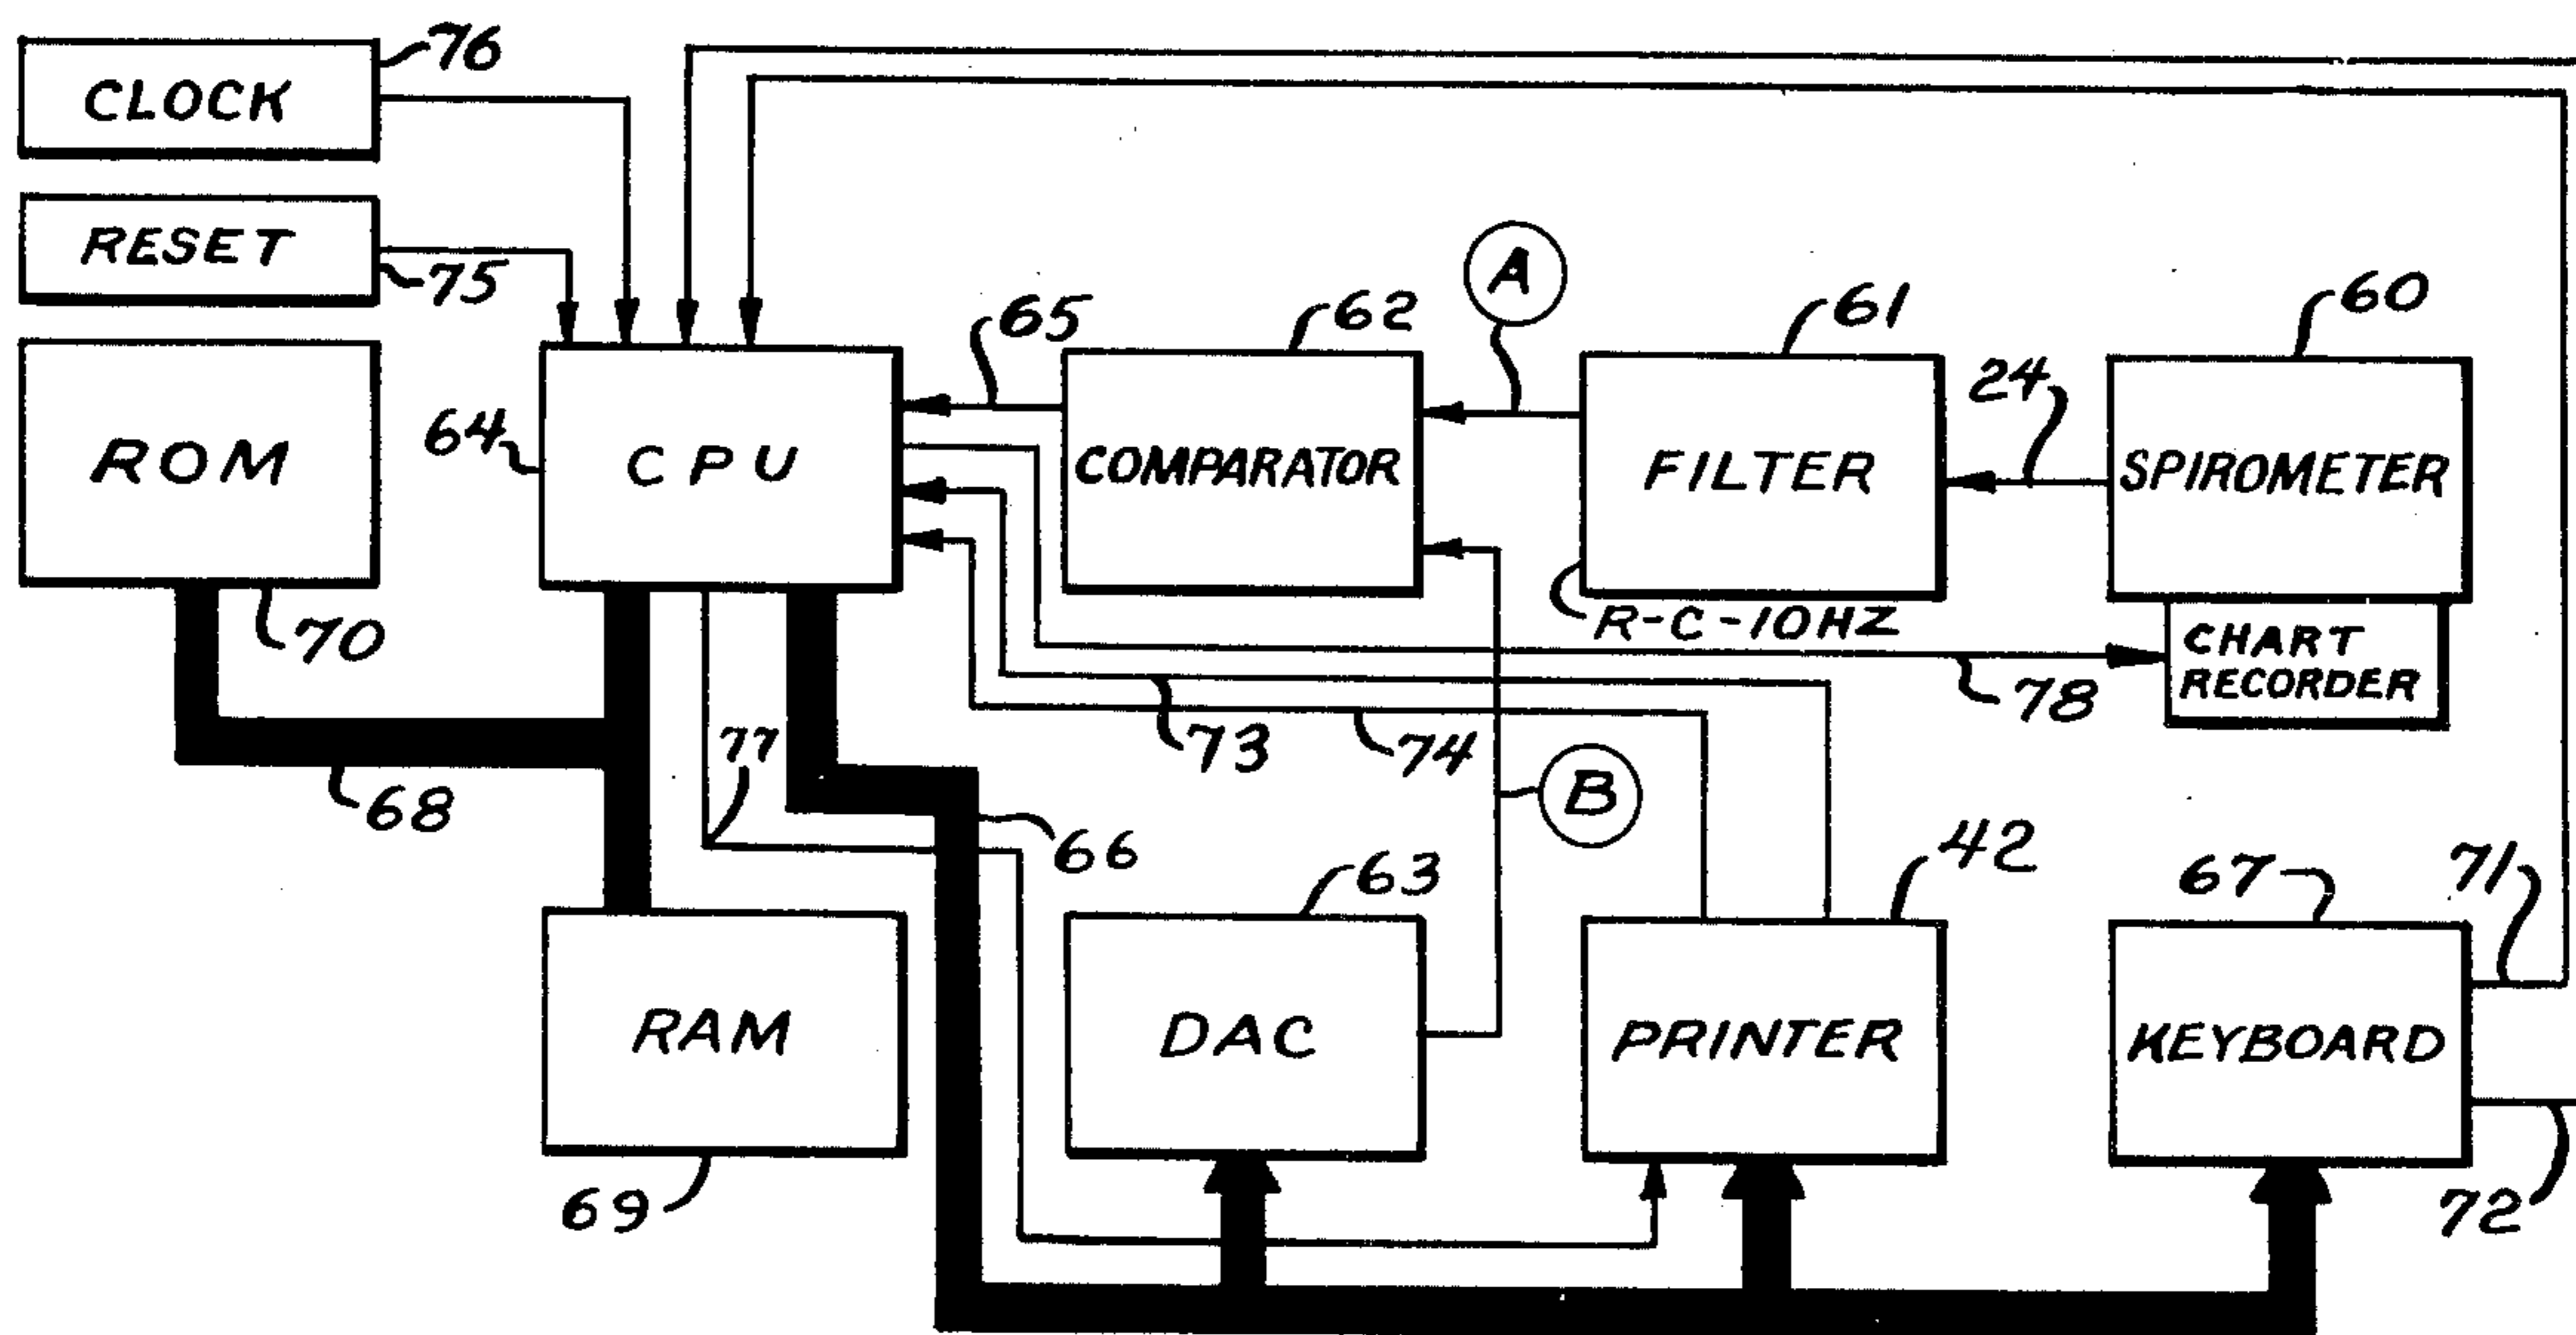 CLOCK
76
RESET
75
ROM
70
68
64
CPU
65
COMPARATOR
62
A
FILTER
61
R-C-10HZ
24
SPIROMETER
60
CHART
RECORDER
78
73
74
77
66
B
RAM
69
DAC
63
PRINTER
42
KEYBOARD
67
71
72